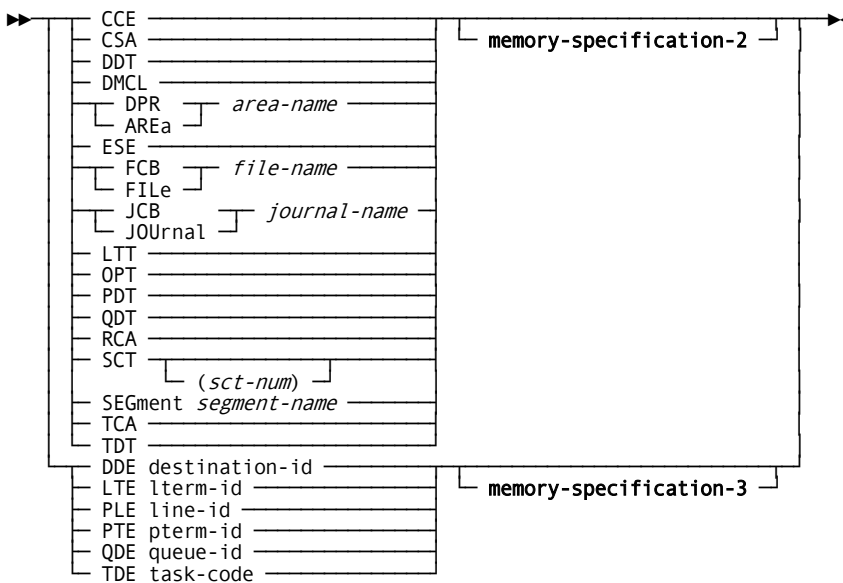 CCE
CSA memory-specification-2
DDT
DMCL
DPR area-name
AREa
ESE
FCB file-name
FILe
JCB journal-name
JOUrnal
LTT
OPT
PDT
QDT
RCA
SCT
(sct-num)
SEGment segment-name
TCA
TDT
DDE destination-id
LTE lterm-id memory-specification-3
PLE line-id
PTE pterm-id
QDE queue-id
TDE task-code